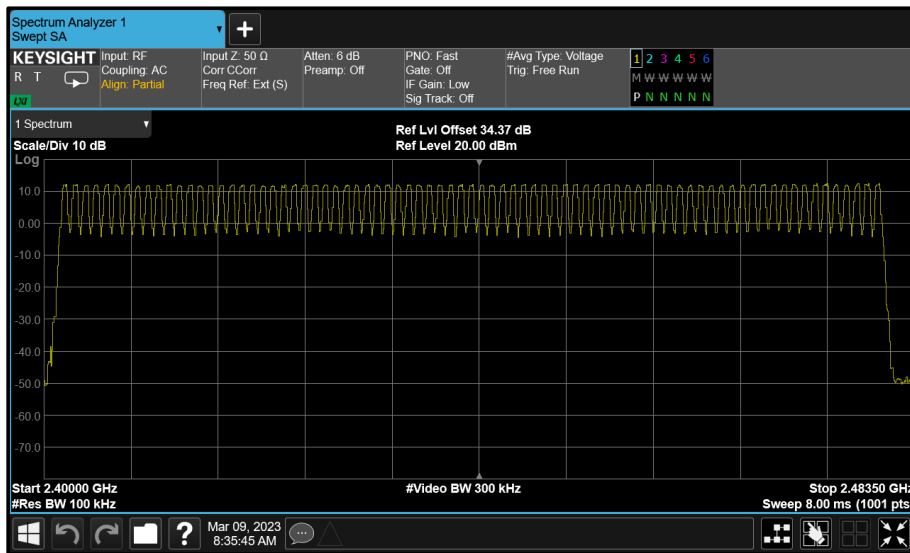 Spectrum Analyzer 1
Swept SA
+
KEYSIGHT
R T
LXI
Input: RF
Coupling: AC
Align: Partial
Input Z: 50 Ω
Corr CCorr
Freq Ref: Ext (S)
Atten: 6 dB
Preamp: Off
PNO: Fast
Gate: Off
IF Gain: Low
Sig Track: Off
#Avg Type: Voltage
Trig: Free Run
1 2 3 4 5 6
M W W W W W
P N N N N N
1 Spectrum
Scale/Div 10 dB
Ref Lvl Offset 34.37 dB
Ref Level 20.00 dBm
Log
10.0
0.00
-10.0
-20.0
-30.0
-40.0
-50.0
-60.0
-70.0
Start 2.40000 GHz
#Res BW 100 kHz
#Video BW 300 kHz
Stop 2.48350 GHz
Sweep 8.00 ms (1001 pts
?
Mar 09, 2023
8:35:45 AM